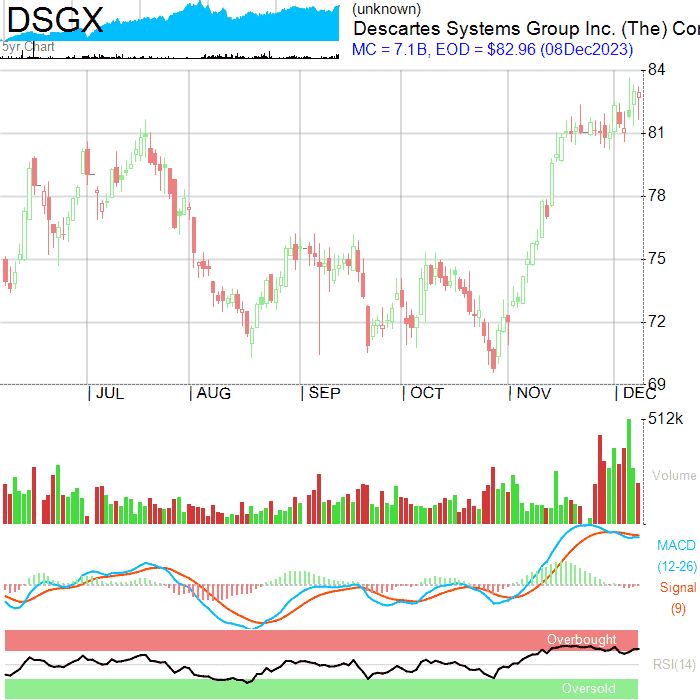 DSGX
5yr Chart
(unknown)
Descartes Systems Group Inc. (The) Cor
MC = 7.1B, EOD = $82.96 (08Dec2023)
84
81
78
75
72
69
JUL AUG SEP OCT NOV DEC
512k
Volume
MACD
(12-26)
Signal
(9)
Overbought
RSI(14)
Oversold